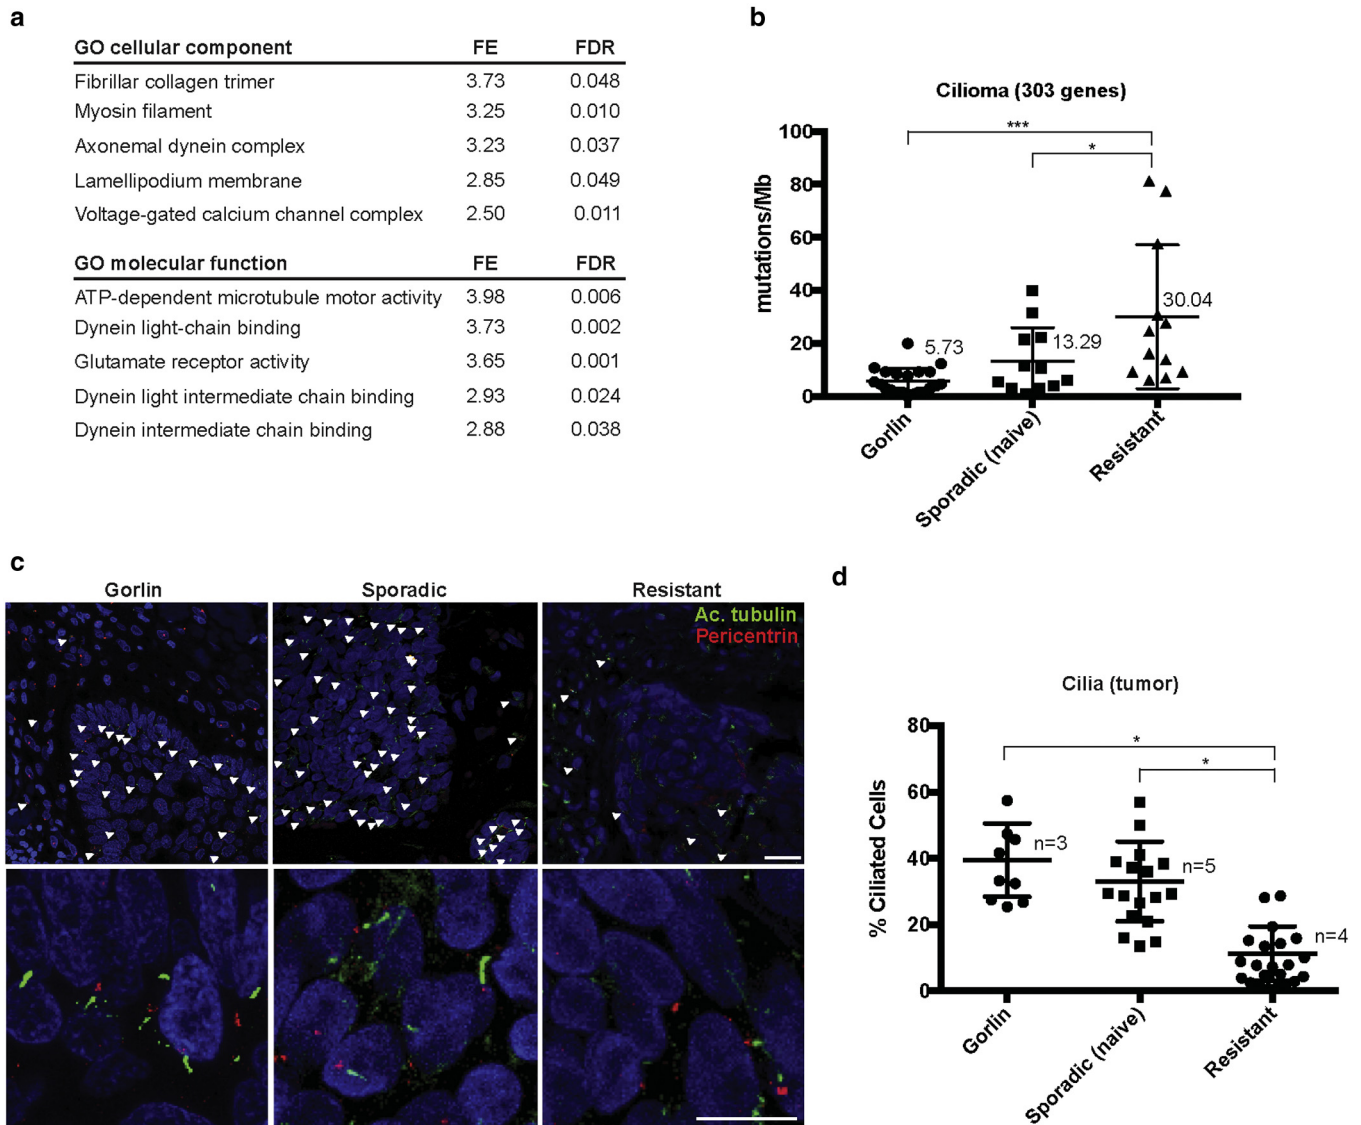 a
GO cellular component FE FDR
Fibrillar collagen trimer 3.73 0.048
Myosin filament 3.25 0.010
Axonemal dynein complex 3.23 0.037
Lamellipodium membrane 2.85 0.049
Voltage-gated calcium channel complex 2.50 0.011
GO molecular function FE FDR
ATP-dependent microtubule motor activity 3.98 0.006
Dynein light-chain binding 3.73 0.002
Glutamate receptor activity 3.65 0.001
Dynein light intermediate chain binding 2.93 0.024
Dynein intermediate chain binding 2.88 0.038
b
Cilioma (303 genes)
***
*
mutations/Mb
100
80
60
40
20
0
5.73
13.29
30.04
Gorlin
Sporadic (naive)
Resistant
c
Gorlin
Sporadic
Resistant
Ac. tubulin
Pericentrin
d
Cilia (tumor)
*
*
% Ciliated Cells
80
60
40
20
0
n=3
n=5
n=4
Gorlin
Sporadic (naive)
Resistant